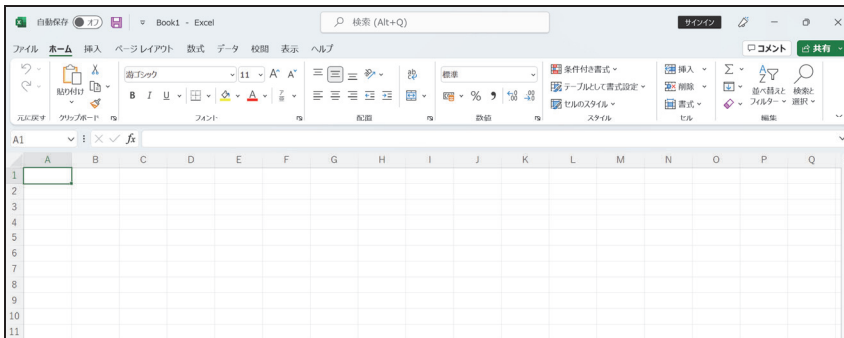 自動保存 オフ Book1 - Excel 検索 (Alt+Q) サインイン
ファイル ホーム 挿入 ページ レイアウト 数式 データ 校閲 表示 ヘルプ コメント 共有
貼り付け 游ゴシック 11 A A ab 標準 条件付き書式 挿入 Σ
B I U A % 9 .00 テーブルとして書式設定 削除 並べ替えと フィルター 検索と 選択
セルのスタイル 書式
元に戻す クリップボード フォント 配置 数値 スタイル セル 編集
A1 fx
A B C D E F G H I J K L M N O P Q
1
2
3
4
5
6
7
8
9
10
11